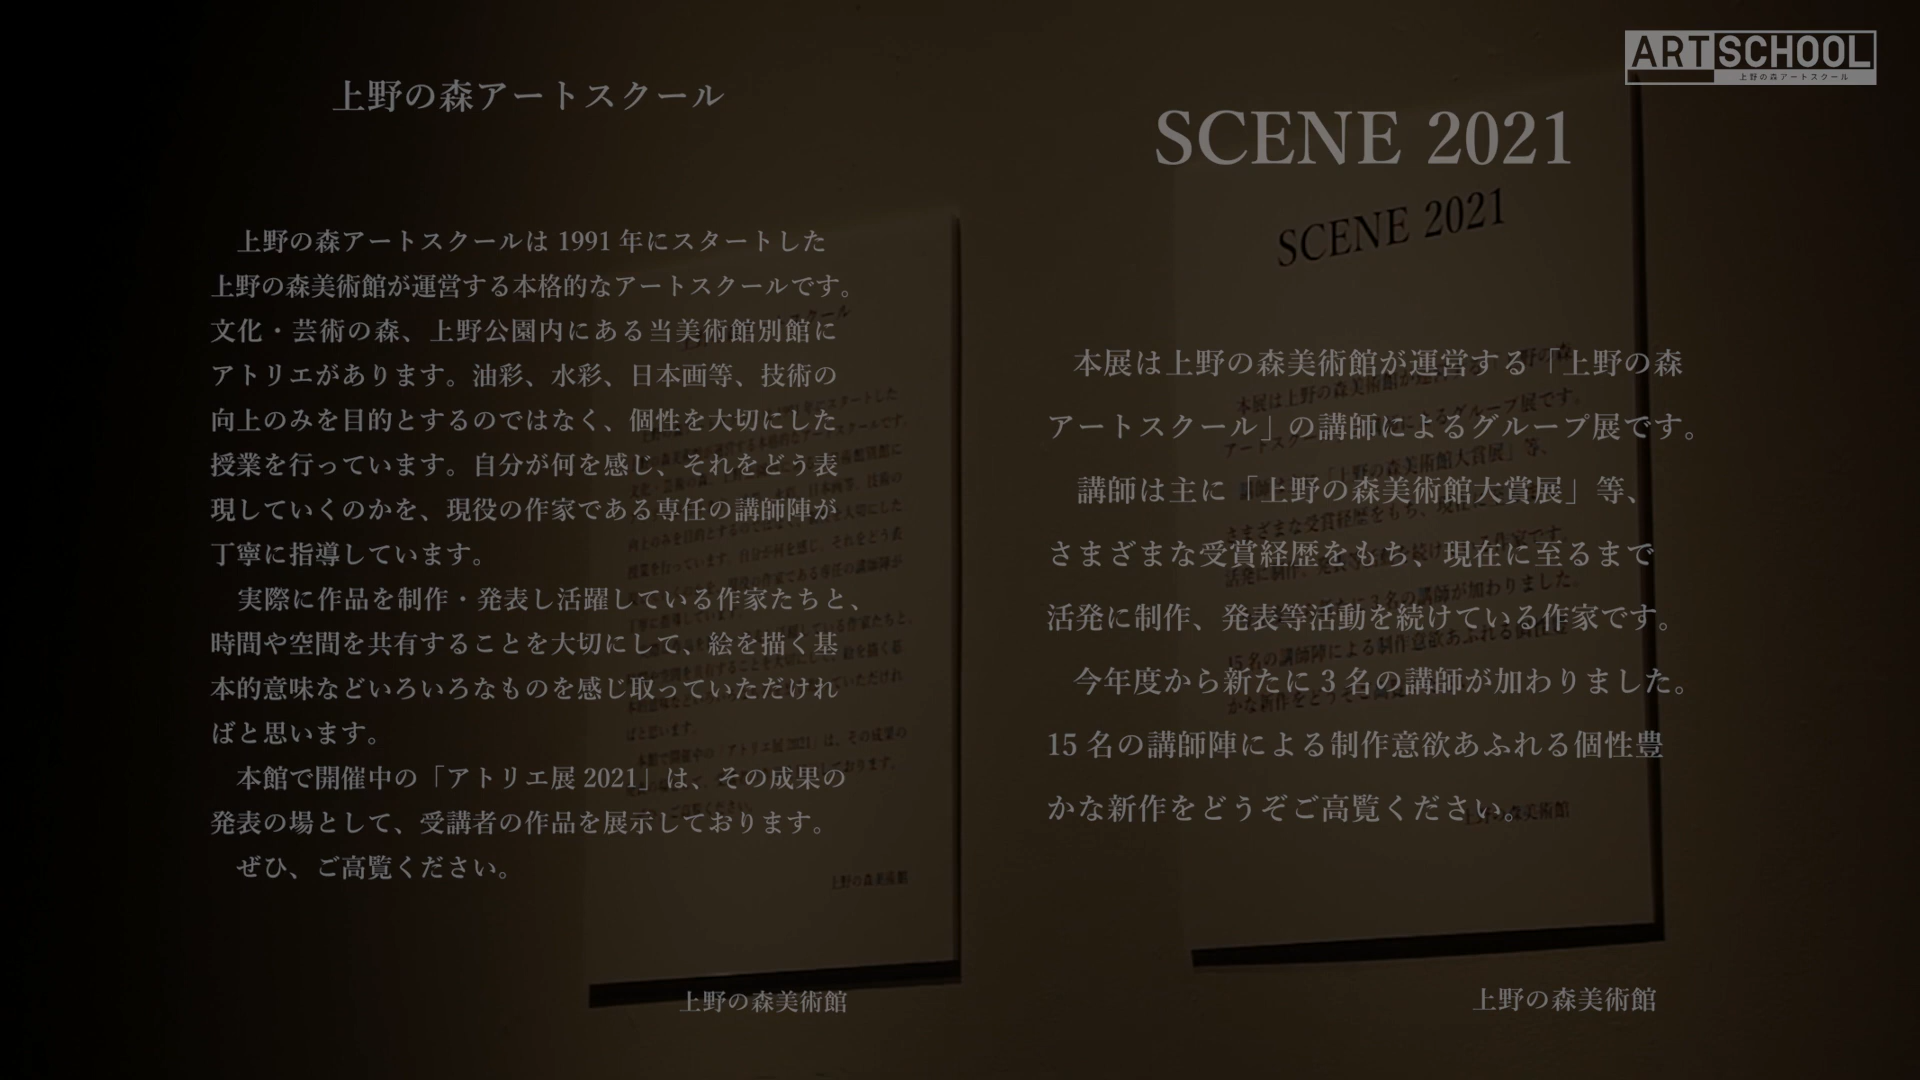 ARTSCHOOL
上野の森アートスクール
上野の森アートスクール
上野の森アートスクールは 1991 年にスタートした
上野の森美術館が運営する本格的なアートスクールです。
文化・芸術の森、上野公園内にある当美術館別館に
アトリエがあります。油彩、水彩、日本画等、技術の
向上のみを目的とするのではなく、個性を大切にした
授業を行っています。自分が何を感じ、それをどう表
現していくのかを、現役の作家である専任の講師陣が
丁寧に指導しています。
実際に作品を制作・発表し活躍している作家たちと、
時間や空間を共有することを大切にして、絵を描く基
本的意味などいろいろなものを感じ取っていただけれ
ばと思います。
本館で開催中の「アトリエ展 2021」は、その成果の
発表の場として、受講者の作品を展示しております。
ぜひ、ご高覧ください。
上野の森美術館
SCENE 2021
本展は上野の森美術館が運営する「上野の森
アートスクール」の講師によるグループ展です。
講師は主に「上野の森美術館大賞展」等、
さまざまな受賞経歴をもち、現在に至るまで
活発に制作、発表等活動を続けている作家です。
今年度から新たに 3 名の講師が加わりました。
15 名の講師陣による制作意欲あふれる個性豊
かな新作をどうぞご高覧ください。
上野の森美術館
SCENE 2021
上野の森美術館